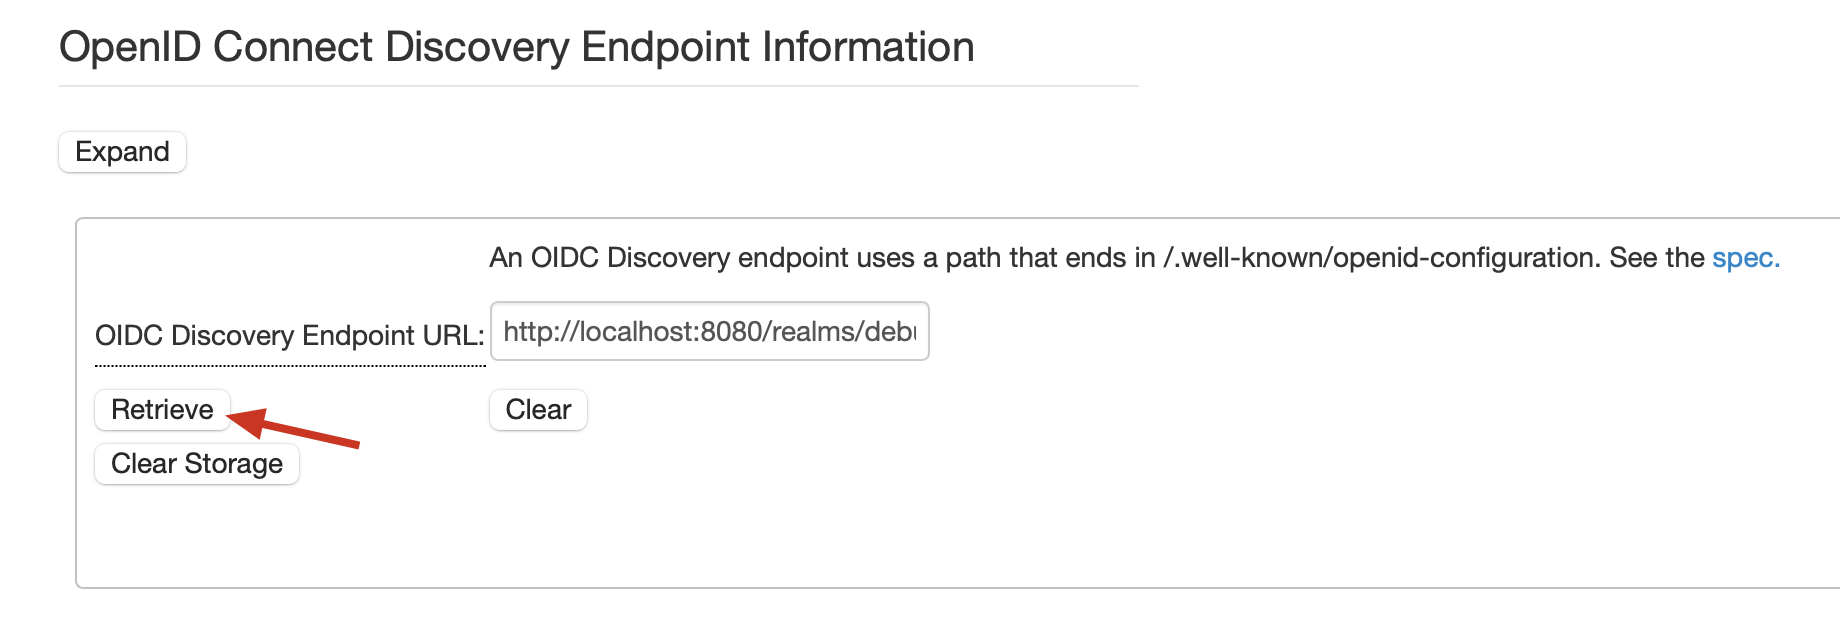 OpenID Connect Discovery Endpoint Information
Expand
An OIDC Discovery endpoint uses a path that ends in /.well-known/openid-configuration. See the spec.
OIDC Discovery Endpoint URL: http://localhost:8080/realms/deb
Retrieve Clear
Clear Storage